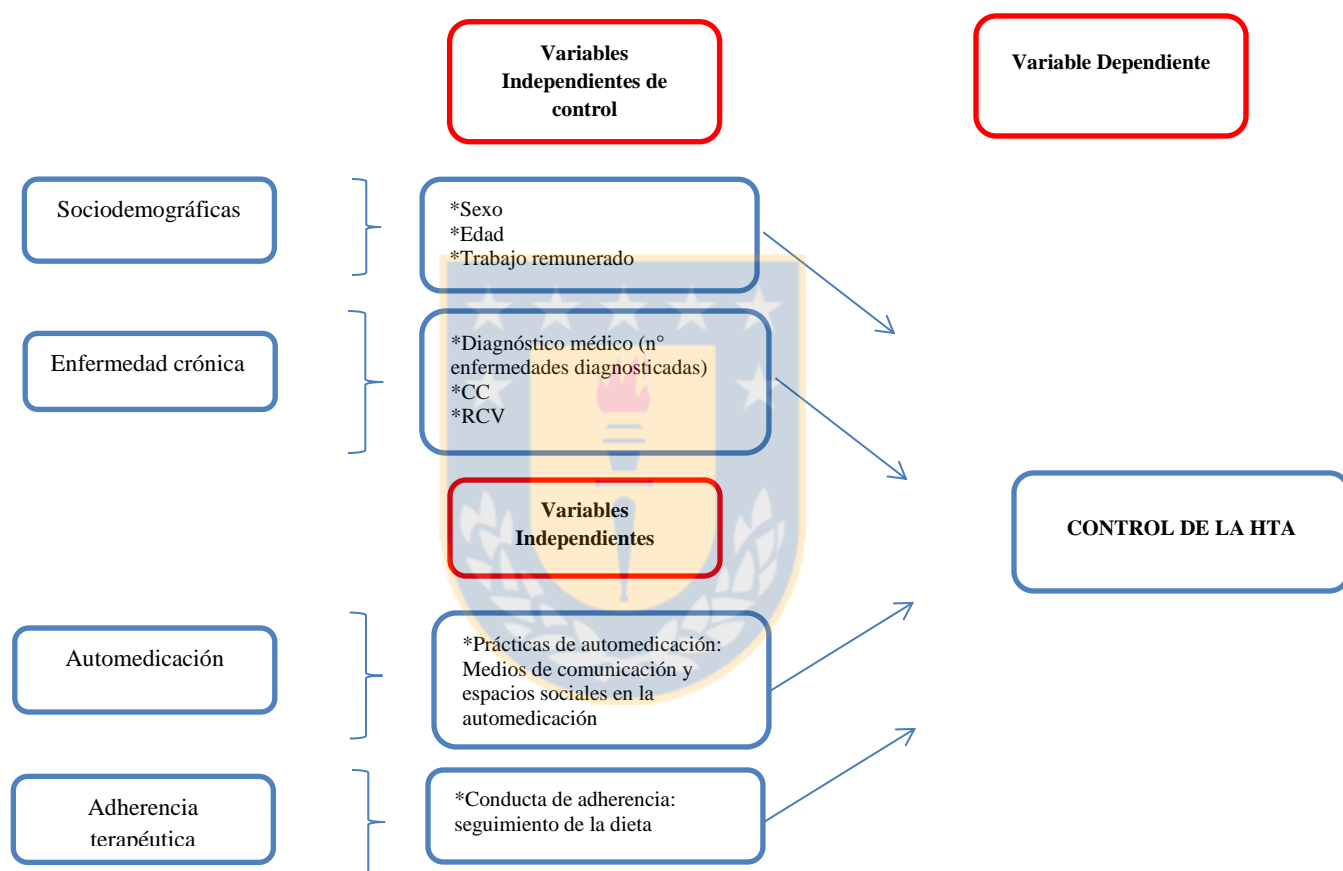 Variables
Independientes de
control
Variable Dependiente
Sociodemográficas
*Sexo
*Edad
*Trabajo remunerado
Enfermedad crónica
*Diagnóstico médico (n°
enfermedades diagnosticadas)
*CC
*RCV
Variables
Independientes
CONTROL DE LA HTA
Automedicación
*Prácticas de automedicación:
Medios de comunicación y
espacios sociales en la
automedicación
Adherencia
terapéutica
*Conducta de adherencia:
seguimiento de la dieta